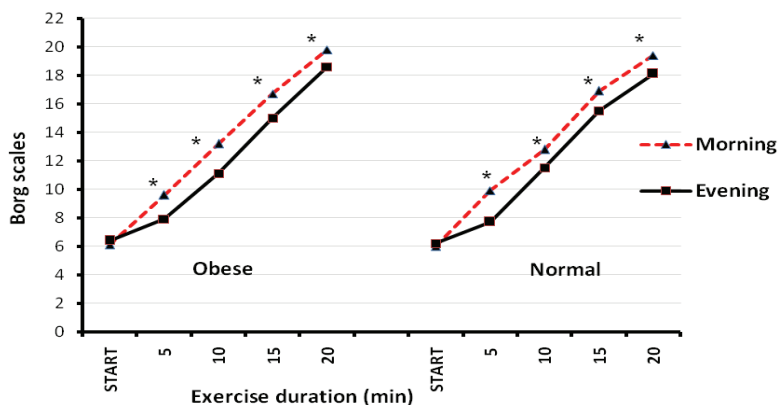 22
20
18
16
14
12
10
8
6
4
2
0
Borg scales
* * * *
* * * *
Obese
Normal
START 5 10 15 20
START 5 10 15 20
Exercise duration (min)
Morning
Evening